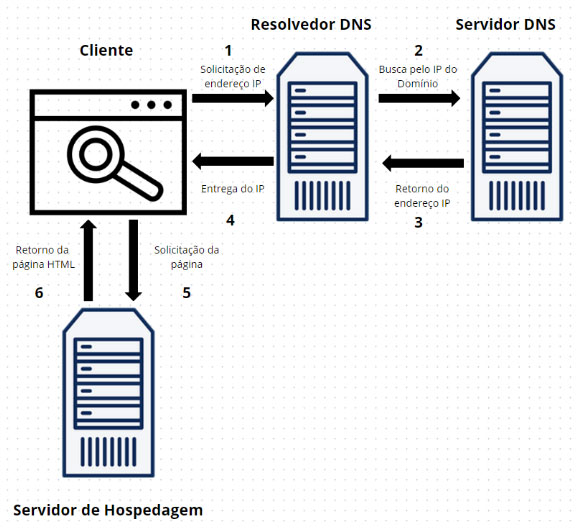 Resolvedor DNS
Servidor DNS
Cliente
1
Solicitação de
endereço IP
2
Busca pelo IP do
Domínio
Entrega do IP
4
Retorno do
endereço IP
3
Retorno da
página HTML
6
Solicitação da
página
5
Servidor de Hospedagem